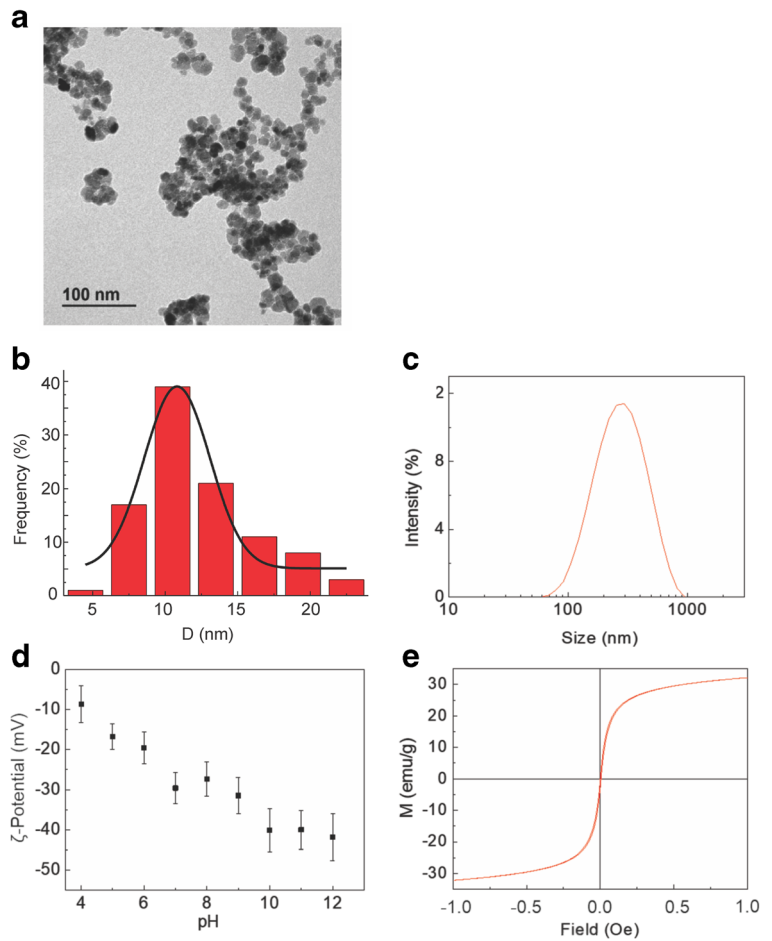 a
100 nm
b
40
30
20
10
0
Frequency (%)
5
10
15
20
D (nm)
c
2
8
4
0
Intensity (%)
10
100
1000
Size (nm)
d
0
-10
-20
-30
-40
-50
ζ-Potential (mV)
4
6
8
10
12
pH
e
30
20
10
0
-10
-20
-30
M (emu/g)
-1.0
-0.5
0.0
0.5
1.0
Field (Oe)